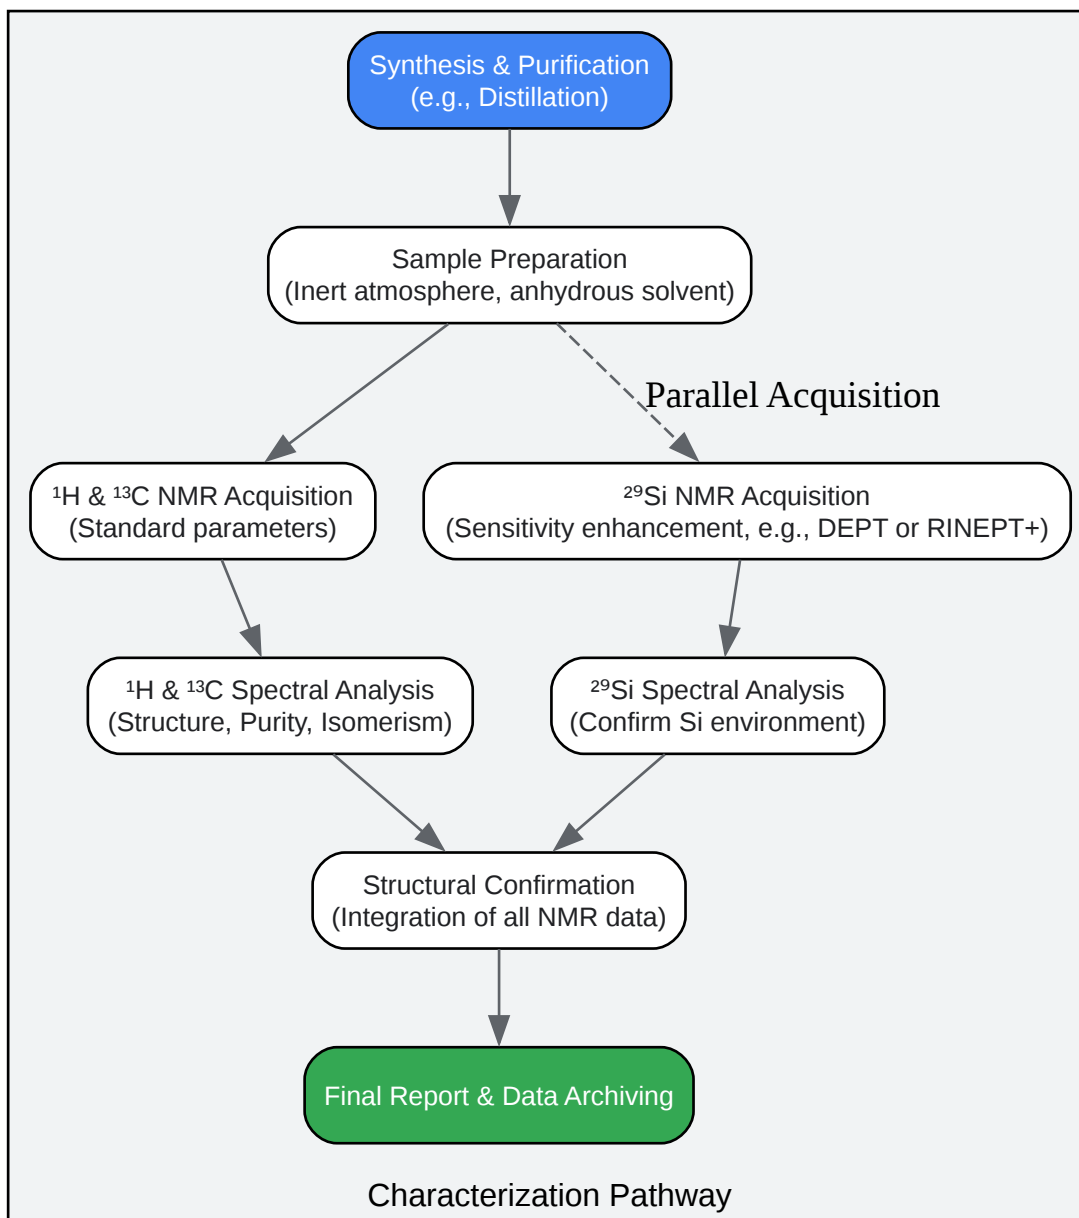 Synthesis & Purification
(e.g., Distillation)
Sample Preparation
(Inert atmosphere, anhydrous solvent)
Parallel Acquisition
¹H & ¹³C NMR Acquisition
(Standard parameters)
²⁹Si NMR Acquisition
(Sensitivity enhancement, e.g., DEPT or RINEPT+)
¹H & ¹³C Spectral Analysis
(Structure, Purity, Isomerism)
²⁹Si Spectral Analysis
(Confirm Si environment)
Structural Confirmation
(Integration of all NMR data)
Final Report & Data Archiving
Characterization Pathway